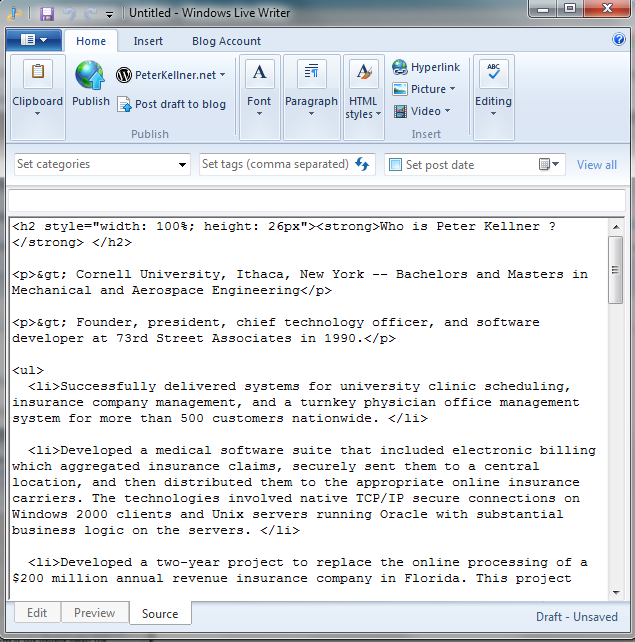 Untitled - Windows Live Writer
Home Insert Blog Account
Clipboard
Publish
PeterKellner.net
Post draft to blog
Publish
Font
Paragraph
HTML
styles
Hyperlink
Picture
Video
Insert
ABC
Editing
Set categories Set tags (comma separated) Set post date View all
<h2 style="width: 100%; height: 26px"><strong>Who is Peter Kellner ?
</strong> </h2>
<p>&gt; Cornell University, Ithaca, New York -- Bachelors and Masters in
Mechanical and Aerospace Engineering</p>
<p>&gt; Founder, president, chief technology officer, and software
developer at 73rd Street Associates in 1990.</p>
<ul>
<li>Successfully delivered systems for university clinic scheduling,
insurance company management, and a turnkey physician office management
system for more than 500 customers nationwide. </li>
<li>Developed a medical software suite that included electronic billing
which aggregated insurance claims, securely sent them to a central
location, and then distributed them to the appropriate online insurance
carriers. The technologies involved native TCP/IP secure connections on
Windows 2000 clients and Unix servers running Oracle with substantial
business logic on the servers. </li>
<li>Developed a two-year project to replace the online processing of a
$200 million annual revenue insurance company in Florida. This project
Edit Preview Source Draft - Unsaved